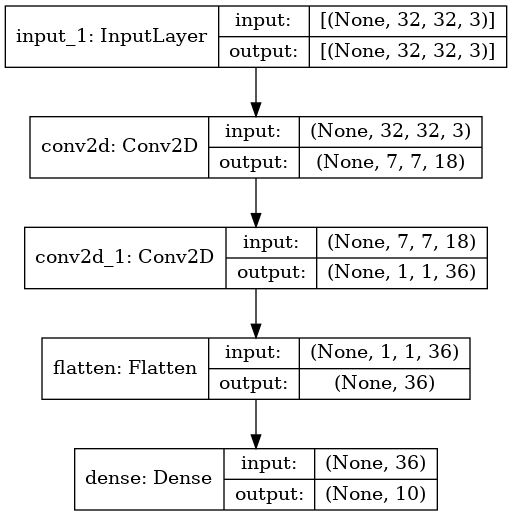 input_1: InputLayer
input: [(None, 32, 32, 3)]
output: [(None, 32, 32, 3)]
conv2d: Conv2D
input: (None, 32, 32, 3)
output: (None, 7, 7, 18)
conv2d_1: Conv2D
input: (None, 7, 7, 18)
output: (None, 1, 1, 36)
flatten: Flatten
input: (None, 1, 1, 36)
output: (None, 36)
dense: Dense
input: (None, 36)
output: (None, 10)